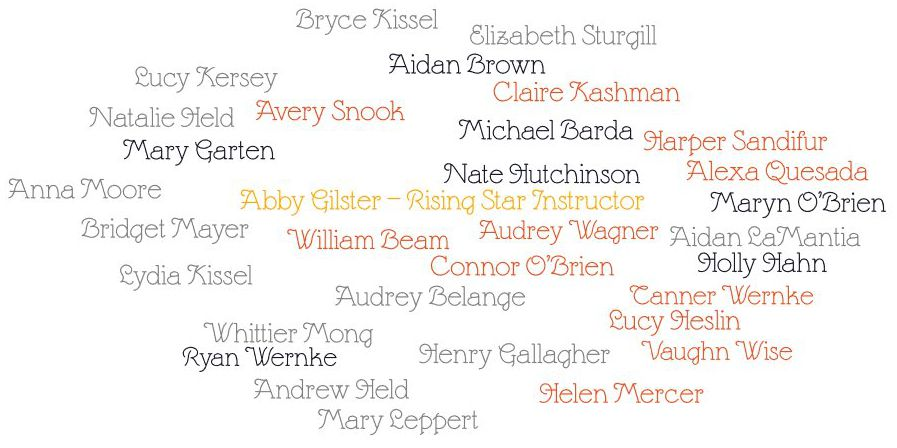 Bryce Kissel
Elizabeth Sturgill
Aidan Brown
Lucy Kersey
Claire Kashman
Natalie Held
Avery Snook
Michael Barda
Harper Sandifur
Mary Garten
Nate Hutchinson
Alexa Quesada
Anna Moore
Abby Gilster – Rising Star Instructor
Maryn O'Brien
Bridget Mayer
William Beam
Audrey Wagner
Aidan LaMantia
Connor O'Brien
Holly Hahn
Lydia Kissel
Audrey Belange
Tanner Wernke
Lucy Heslin
Whittier Mong
Ryan Wernke
Henry Gallagher
Vaughn Wise
Andrew Held
Helen Mercer
Mary Leppert